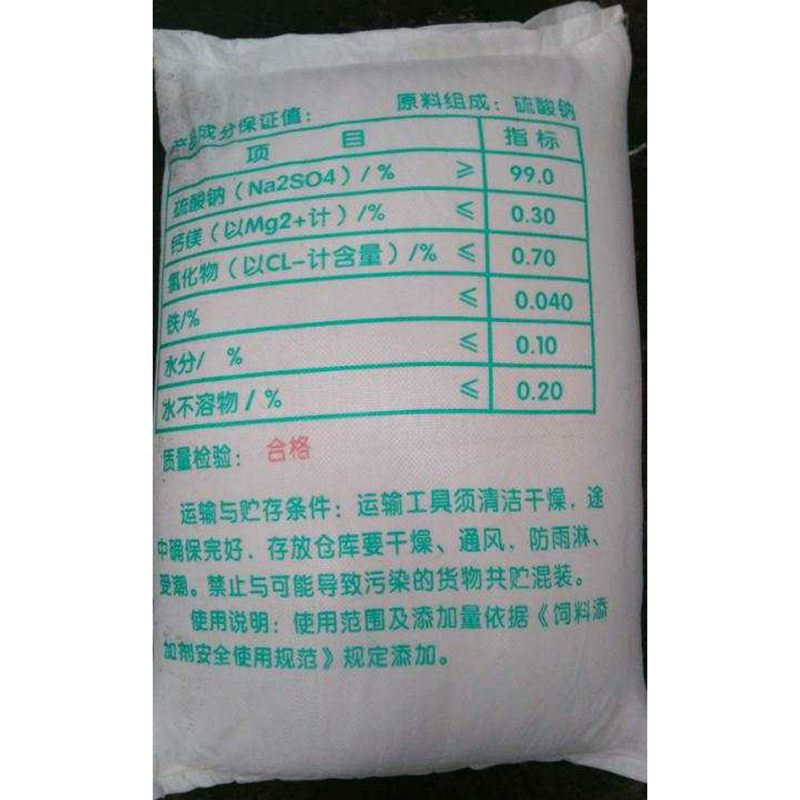 产品成分保证值： 原料组成：硫酸钠
项 目 指标
硫酸钠（Na2SO4）/% ≥ 99.0
钙镁（以Mg2+计）/% ≤ 0.30
氯化物（以CL-计含量）/% ≤ 0.70
铁/% ≤ 0.040
水分/ % ≤ 0.10
水不溶物/% ≤ 0.20
质量检验：合格
运输与贮存条件：运输工具须清洁干燥，途
中确保完好、存放仓库要干燥、通风，防雨淋、
受潮。禁止与可能导致污染的货物共贮混装。
使用说明：使用范围及添加量依据《饲料添
加剂安全使用规范》规定添加。